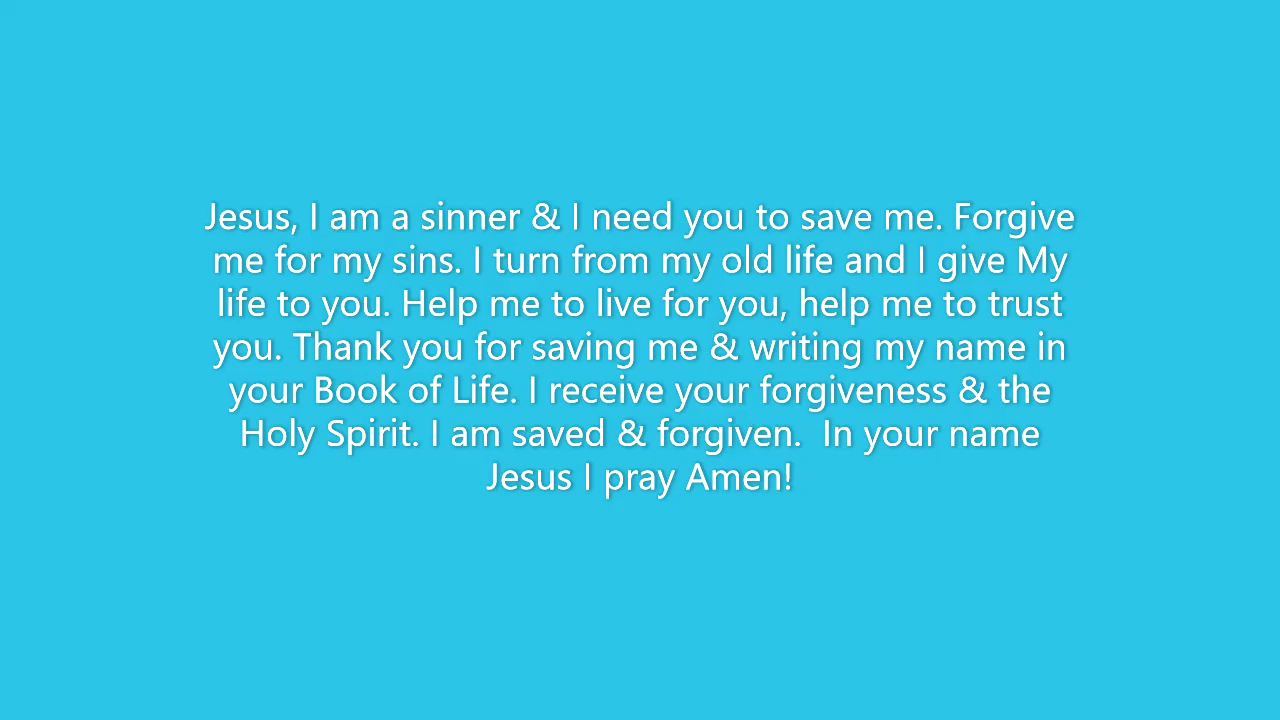 Jesus, I am a sinner & I need you to save me. Forgive
me for my sins. I turn from my old life and I give My
life to you. Help me to live for you, help me to trust
you. Thank you for saving me & writing my name in
your Book of Life. I receive your forgiveness & the
Holy Spirit. I am saved & forgiven.  In your name
Jesus I pray Amen!